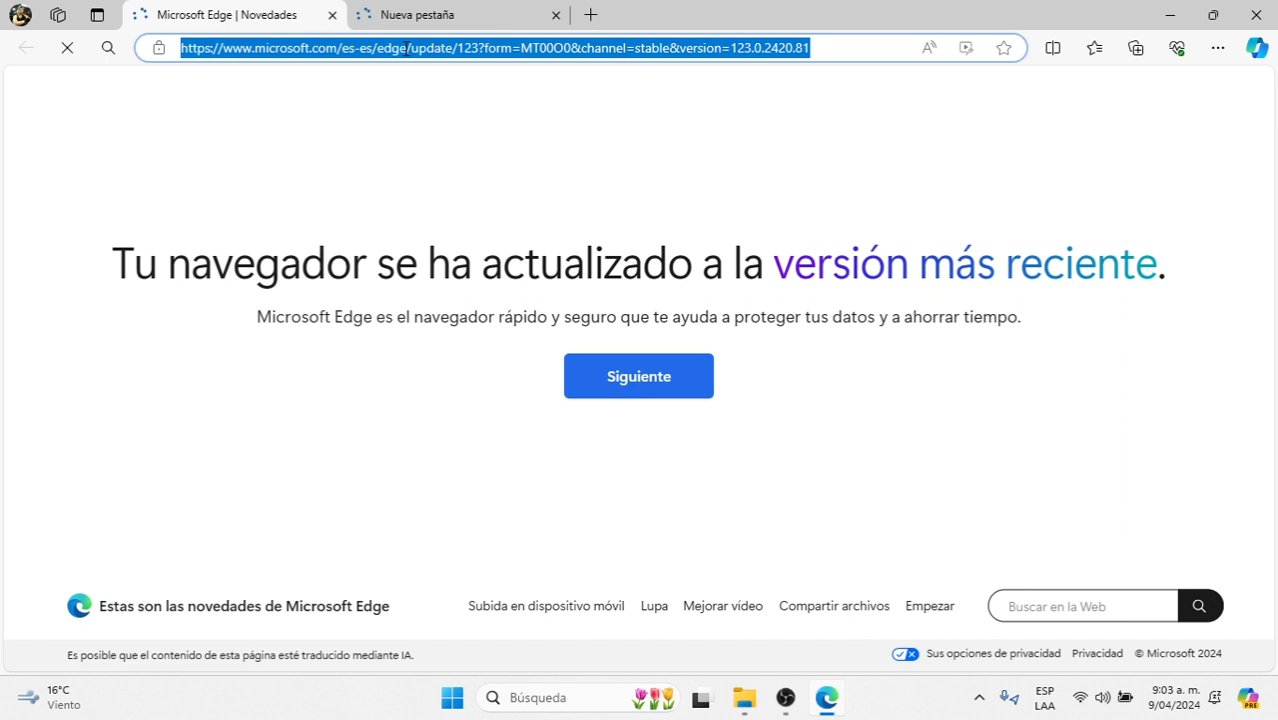 Microsoft Edge | Novedades
Nueva pestaña
https://www.microsoft.com/es-es/edge/update/123?form=MT00O0&channel=stable&version=123.0.2420.81
Tu navegador se ha actualizado a la versión más reciente.
Microsoft Edge es el navegador rápido y seguro que te ayuda a proteger tus datos y a ahorrar tiempo.
Siguiente
Estas son las novedades de Microsoft Edge
Subida en dispositivo móvil
Lupa
Mejorar vídeo
Compartir archivos
Empezar
Buscar en la Web
Es posible que el contenido de esta página esté traducido mediante IA.
Sus opciones de privacidad
Privacidad
© Microsoft 2024
16°C
Viento
Búsqueda
ESP
LAA
9:03 a. m.
9/04/2024
PRE